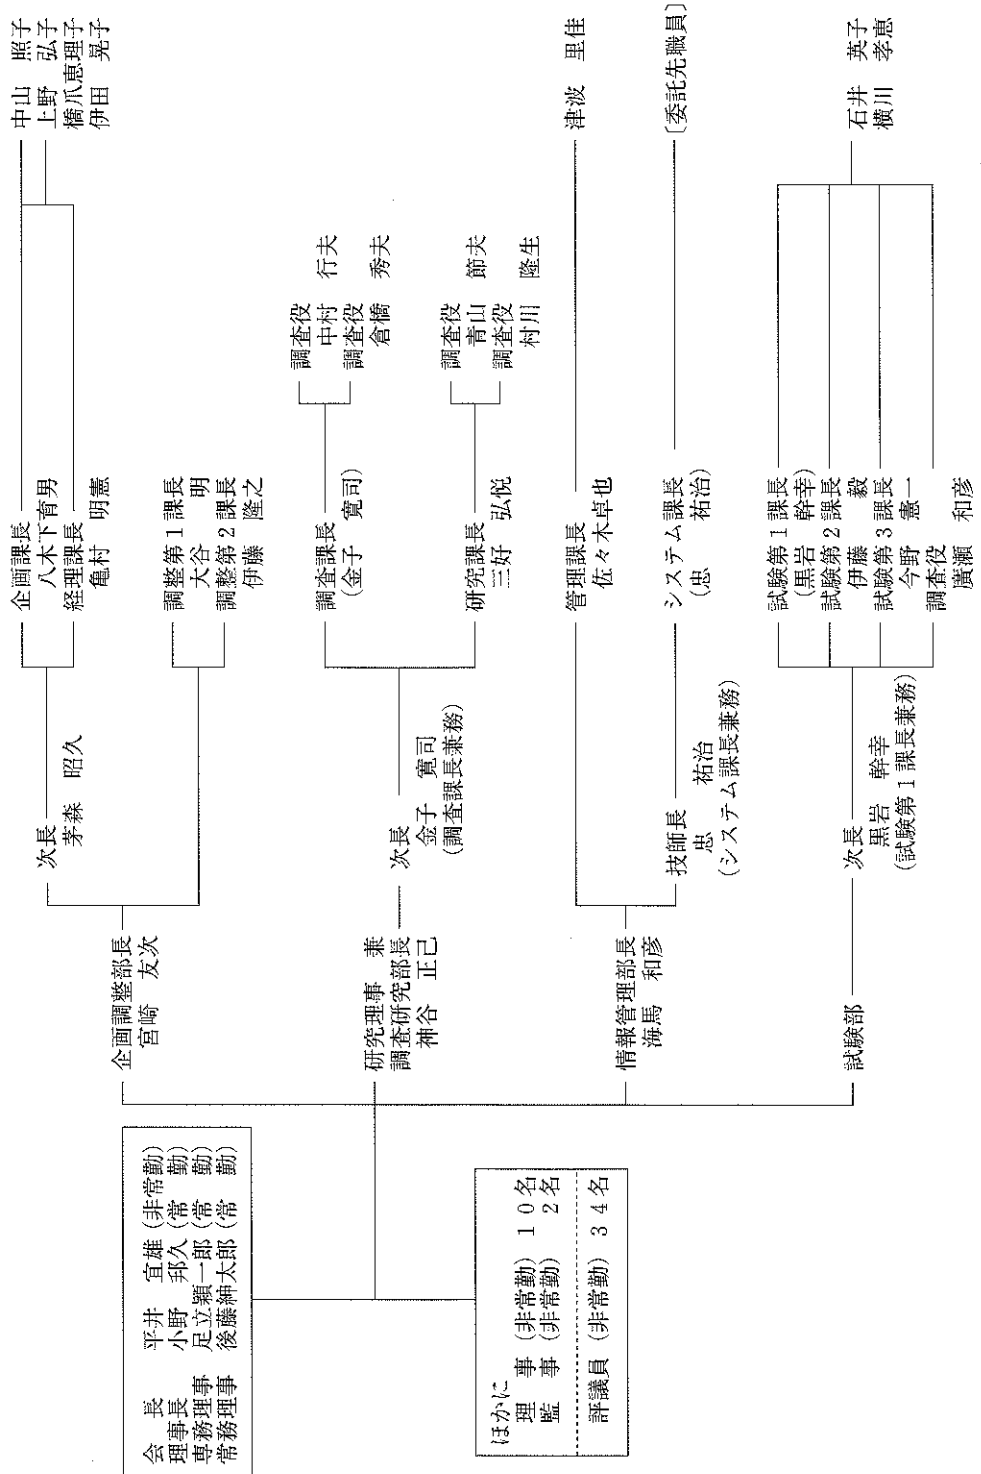 会　長　平井　宜雄 (非常勤)
理事長　小野　邦久 (常　勤)
専務理事　足立穎一郎 (常　勤)
常務理事　後藤紳太郎 (常　勤)
ほかに
理　事 (非常勤) １０名
監　事 (非常勤) ２名
評議員 (非常勤) ３４名
企画調整部長
宮崎　友次
次長
茅森　昭久
企画課長
八木下育男
経理課長
亀村　明憲
中山　照子
上野　弘子
橋爪恵理子
伊田　晃子
調整第１課長
大谷　明
調整第２課長
伊藤　隆之
研究理事　兼
調査研究部長
神谷　正己
次長
金子　寛司
(調査課長兼務)
調査課長
(金子　寛司)
調査役
中村　行夫
調査役
倉橋　秀夫
研究課長
三好　弘悦
調査役
青山　節夫
調査役
村川　隆生
情報管理部長
海馬　和彦
管理課長
佐々木卓也
津波　里佳
技師長
忠　祐治
(システム課長兼務)
システム課長
(忠　祐治)
〔委託先職員〕
試験部
次長
黒岩　幹幸
(試験第１課長兼務)
試験第１課長
(黒岩　幹幸)
試験第２課長
伊藤　毅
試験第３課長
今野　憲一
調査役
廣瀬　和彦
石井　英子
横川　孝恵